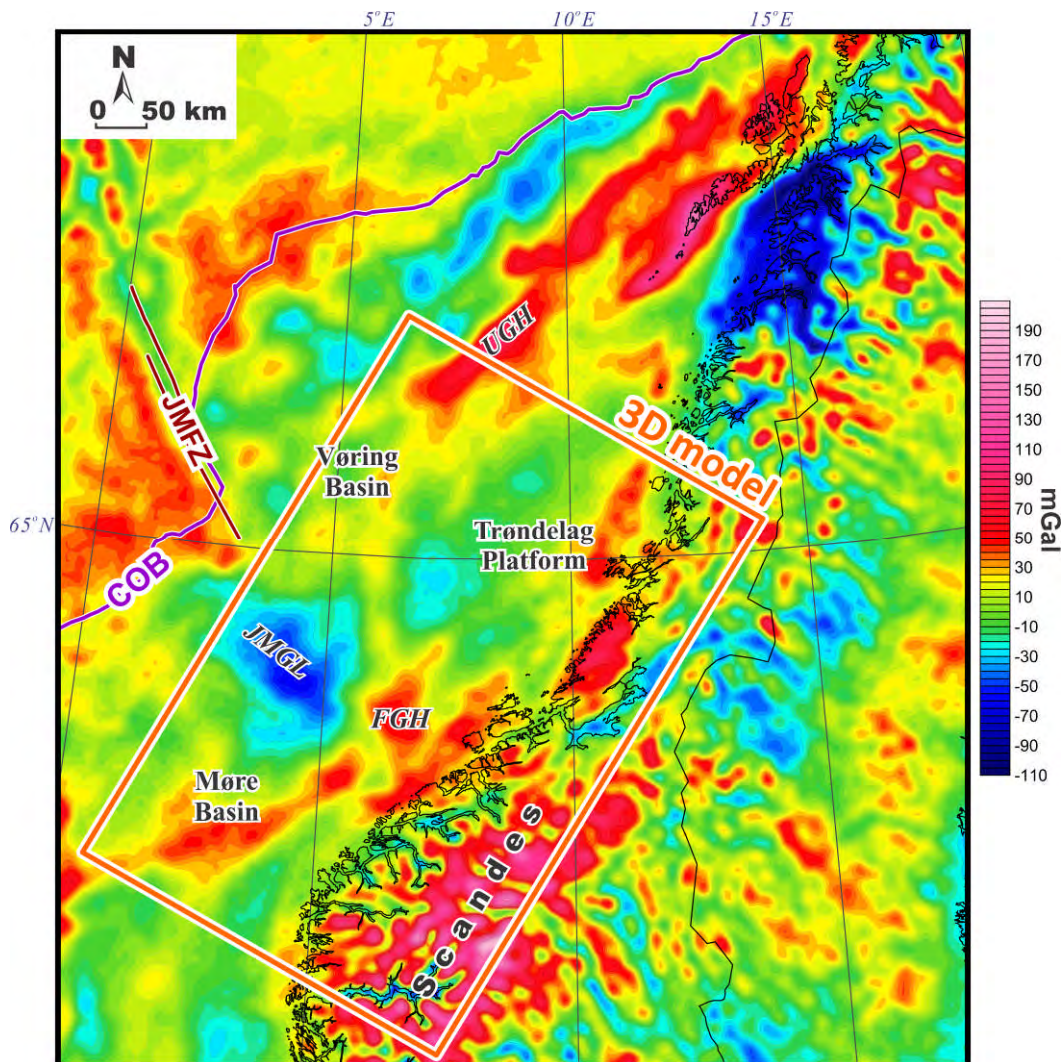 5°E 10°E 15°E
N
0 50 km
UGH
3D model
JMFZ
Vøring
Basin
65°N
Trøndelag
Platform
COB
JMGL
FGH
Møre
Basin
Scandes
190
170
150
130
110
90
70
50
30
10
-10
-30
-50
-70
-90
-110
mGal